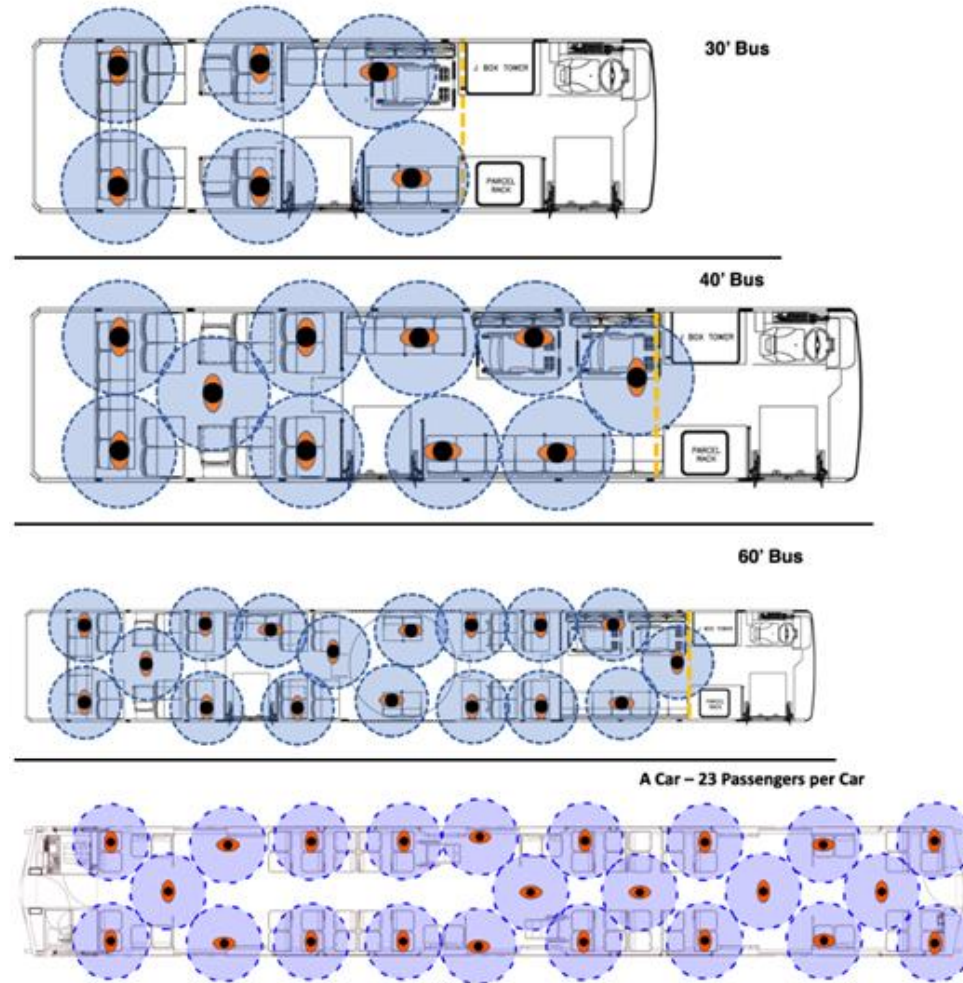 30' Bus
J BOX TOWER
PARCEL
RACK
40' Bus
BOX TOWER
PARCEL
RACK
60' Bus
BOX TOWER
PARCEL
RACK
A Car – 23 Passengers per Car